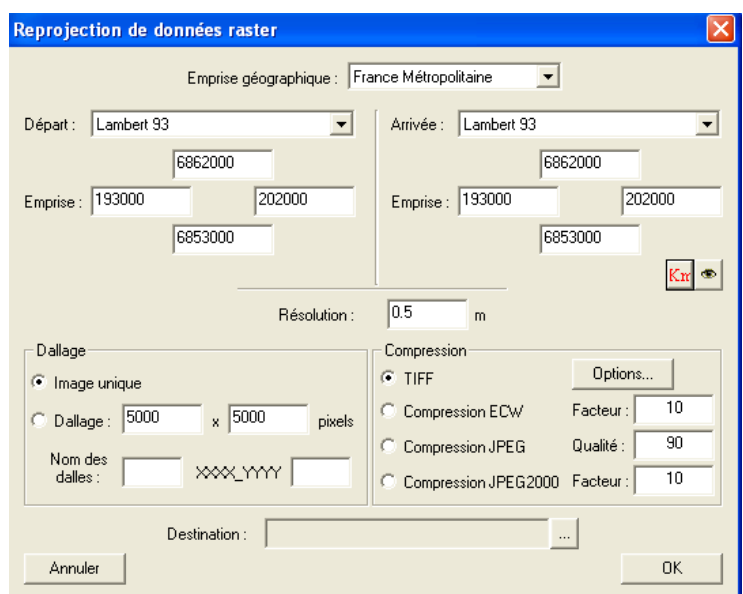 Reprojection de données raster
Emprise géographique : France Métropolitaine
Départ : Lambert 93
Arrivée : Lambert 93
6862000
6862000
Emprise : 193000 202000
Emprise : 193000 202000
6853000
6853000
Km
Résolution : 0.5 m
Dallage
Image unique
Dallage : 5000 x 5000 pixels
Nom des
dalles : XXXX_YYYY
Compression
TIFF Options...
Compression ECW Facteur : 10
Compression JPEG Qualité : 90
Compression JPEG2000 Facteur : 10
Destination : ...
Annuler OK